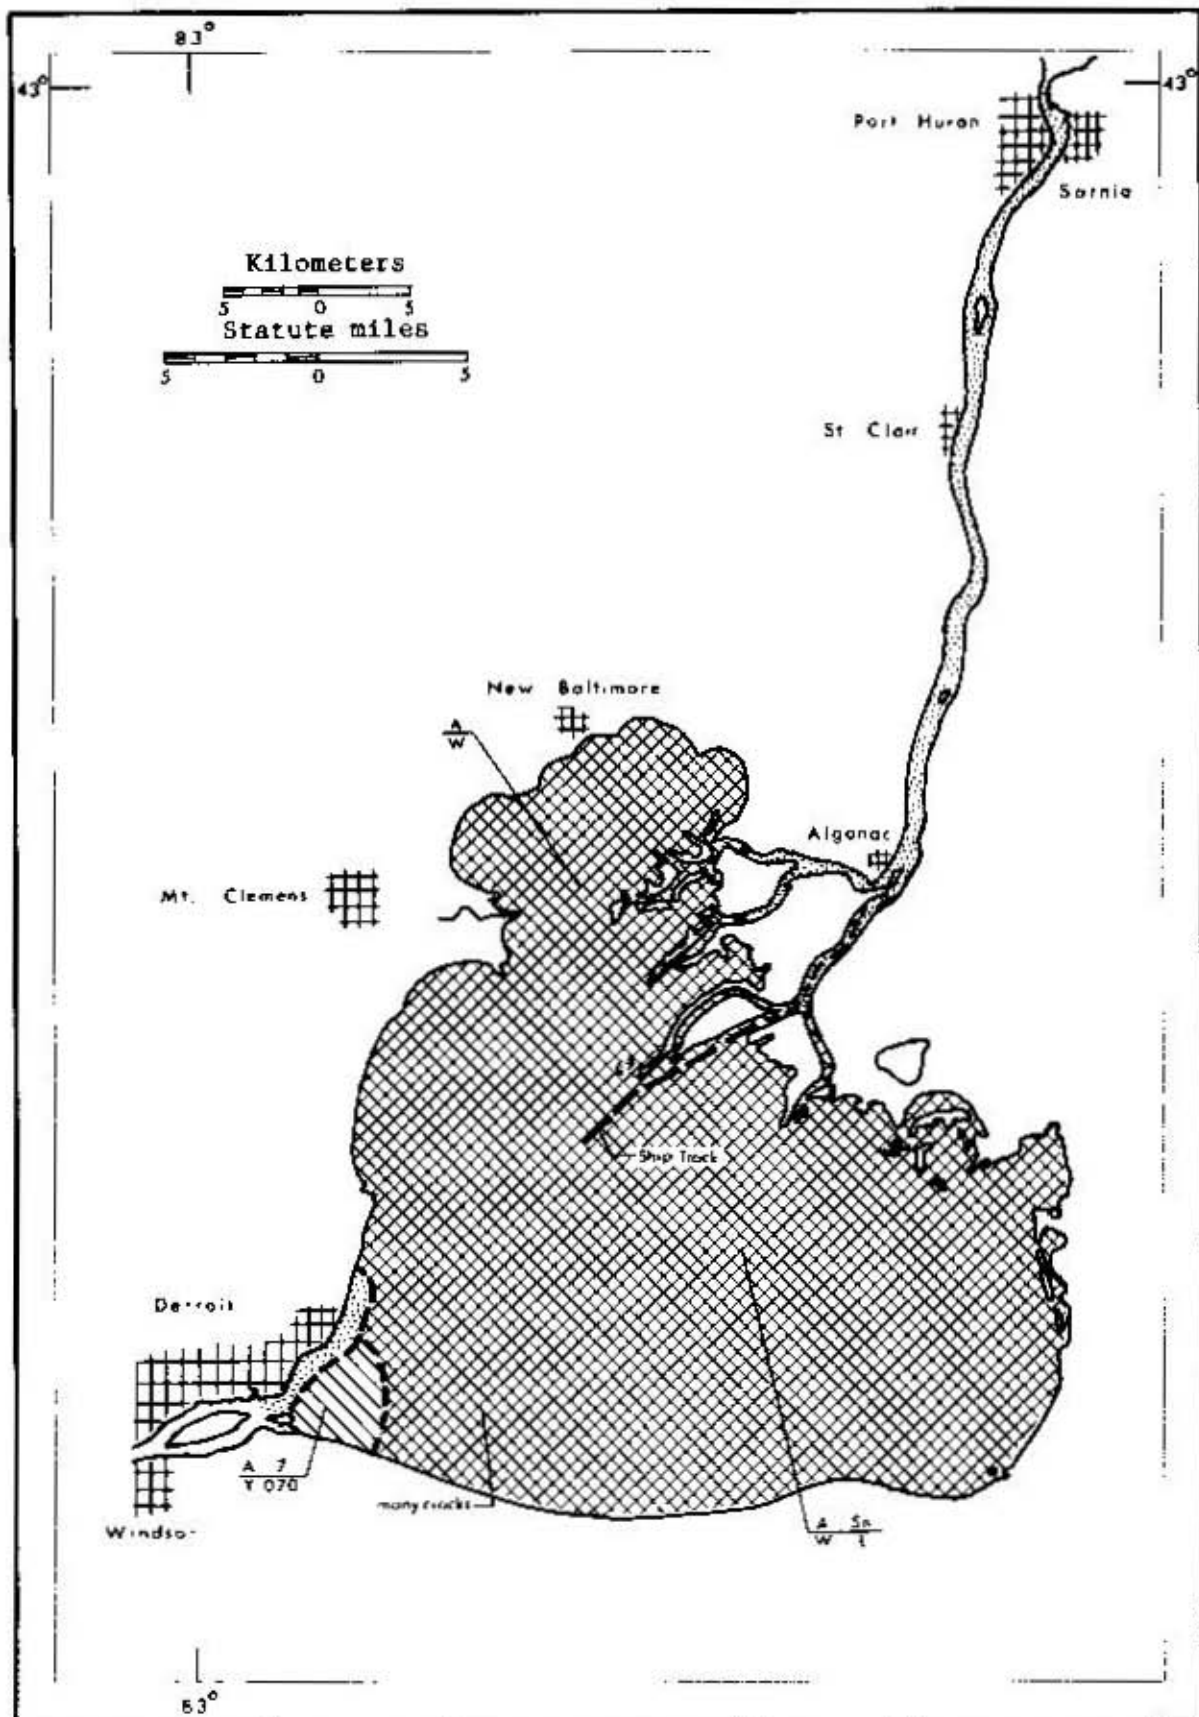 83°
43°
43°
Port Huron
Sarnia
Kilometers
5 0 5
Statute miles
5 0 5
St Clair
New Baltimore
A
W
Algonac
Mt. Clemens
Ship Track
Detroit
A 7
Y 070
many cracks
Windsor
A Sn
W 1
83°